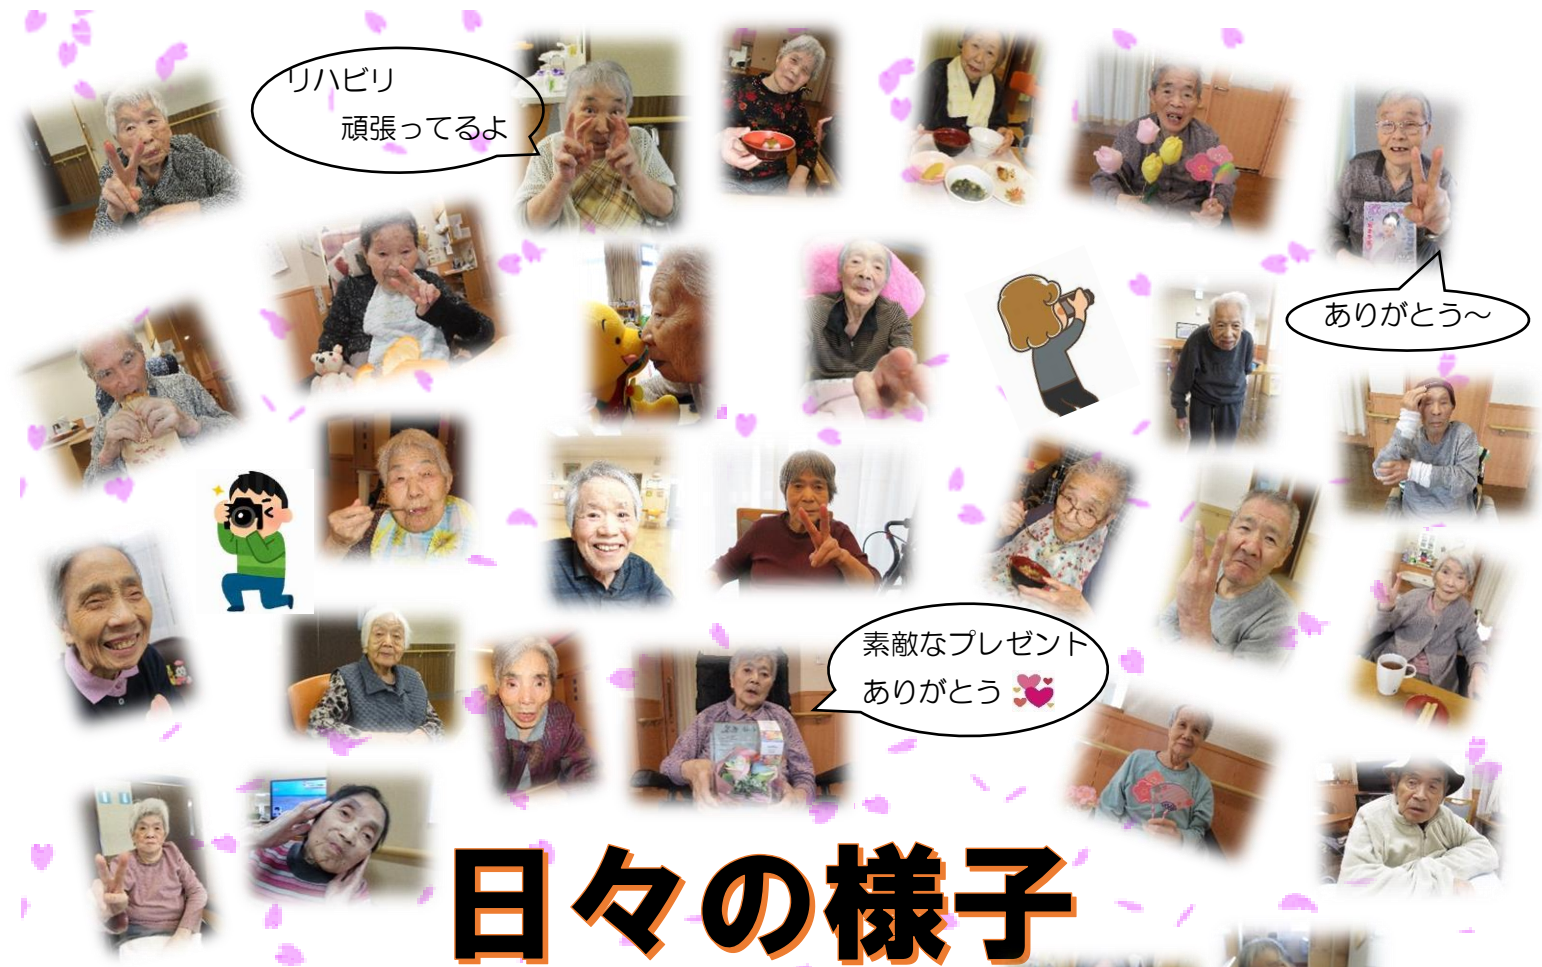 リハビリ
頑張ってるよ
ありがとう～
素敵なプレゼント
ありがとう
日々の様子